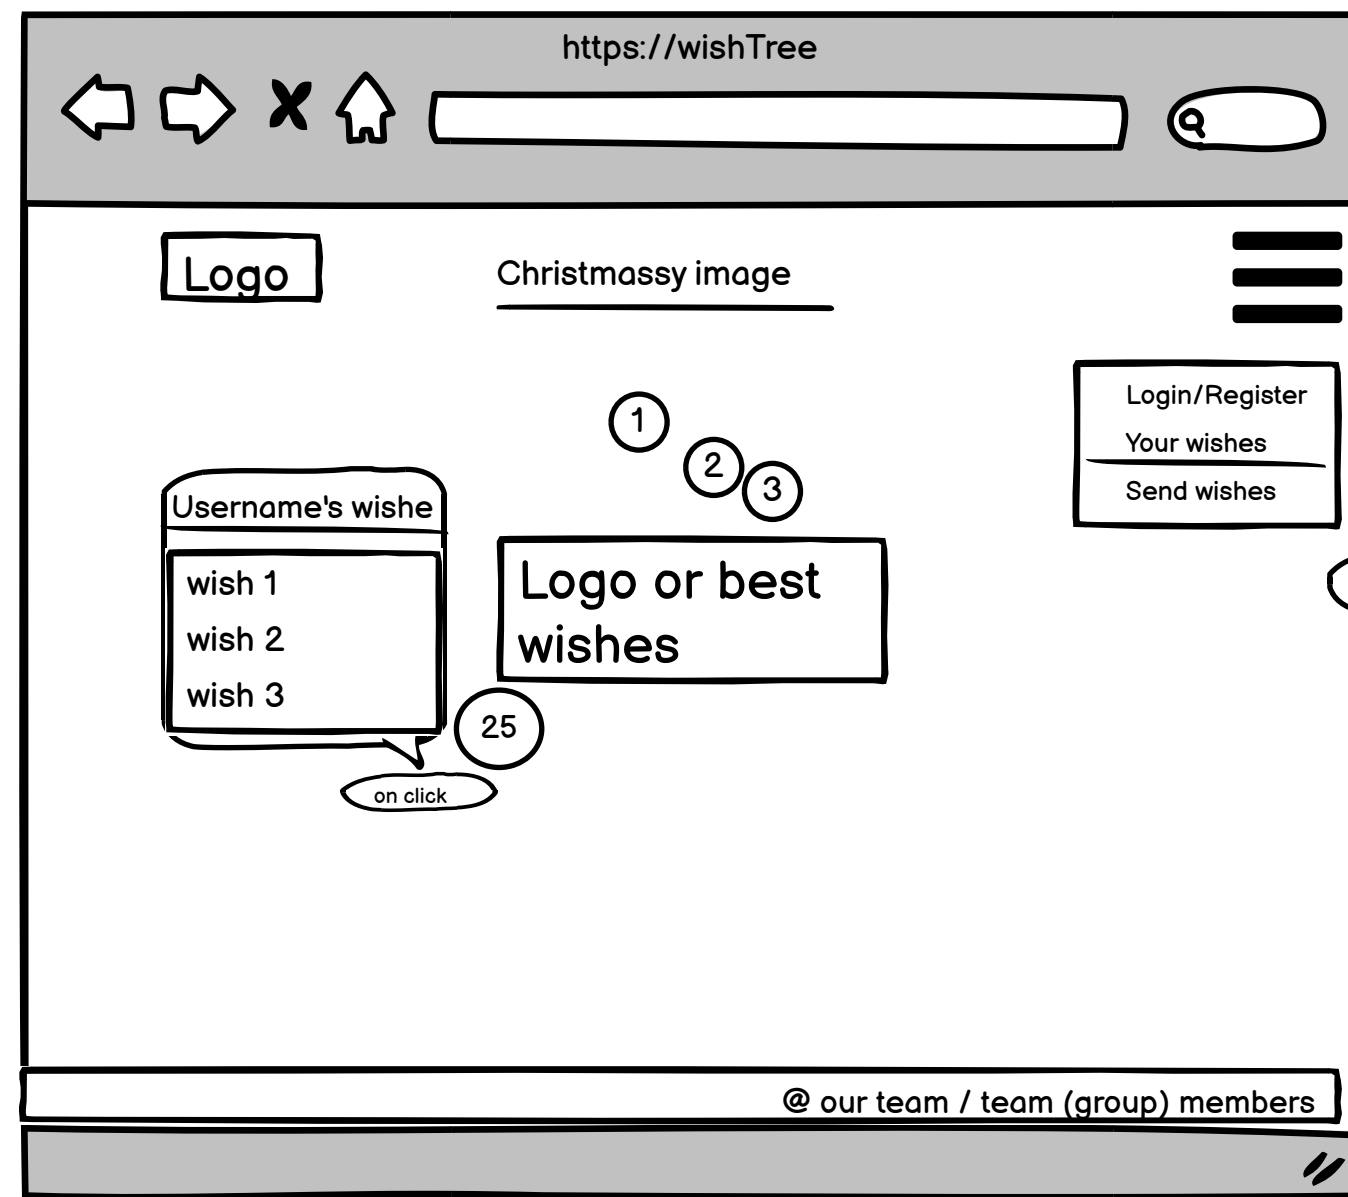 https://wishTree
Logo
Christmassy image
Login/Register
Your wishes
Send wishes
1
2
3
Username's wishe
wish 1
wish 2
wish 3
Logo or best
wishes
25
on click
@ our team / team (group) members